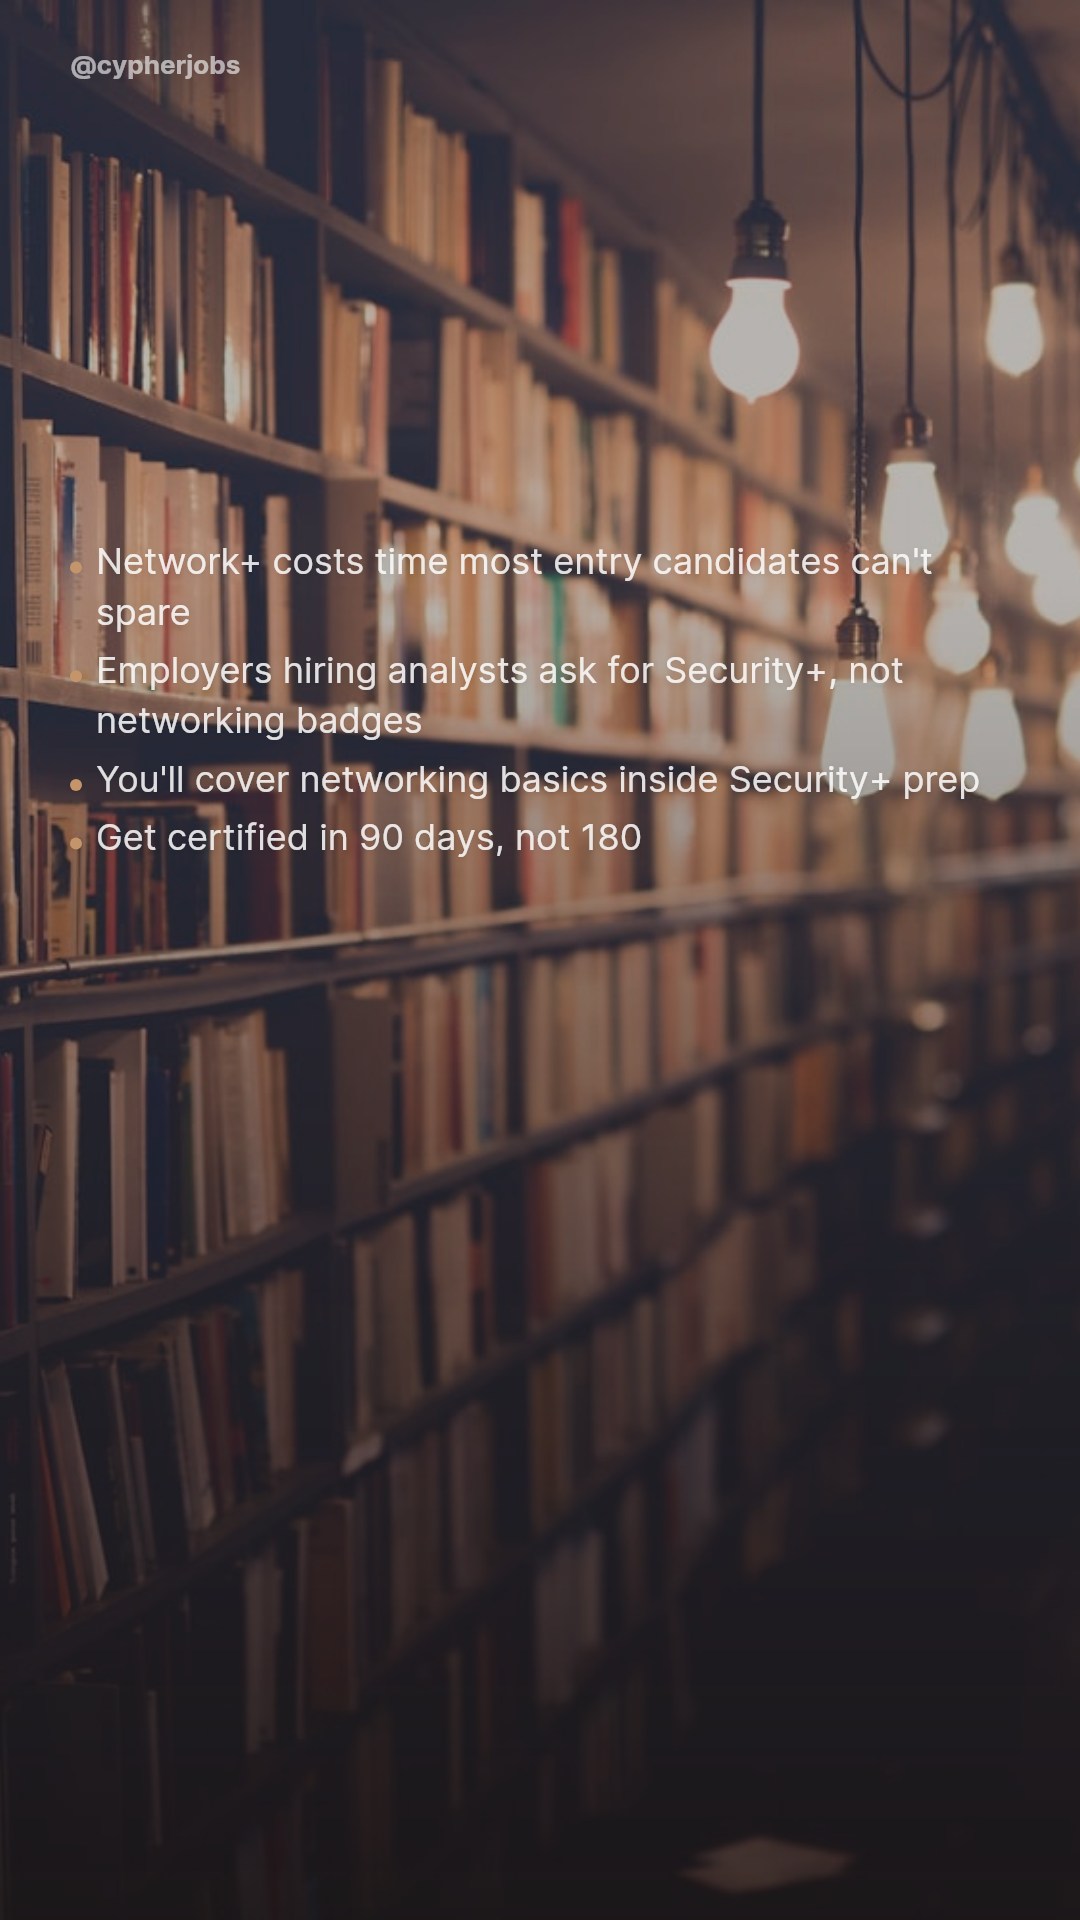 @cypherjobs
Network+ costs time most entry candidates can't
spare
Employers hiring analysts ask for Security+, not
networking badges
You'll cover networking basics inside Security+ prep
Get certified in 90 days, not 180